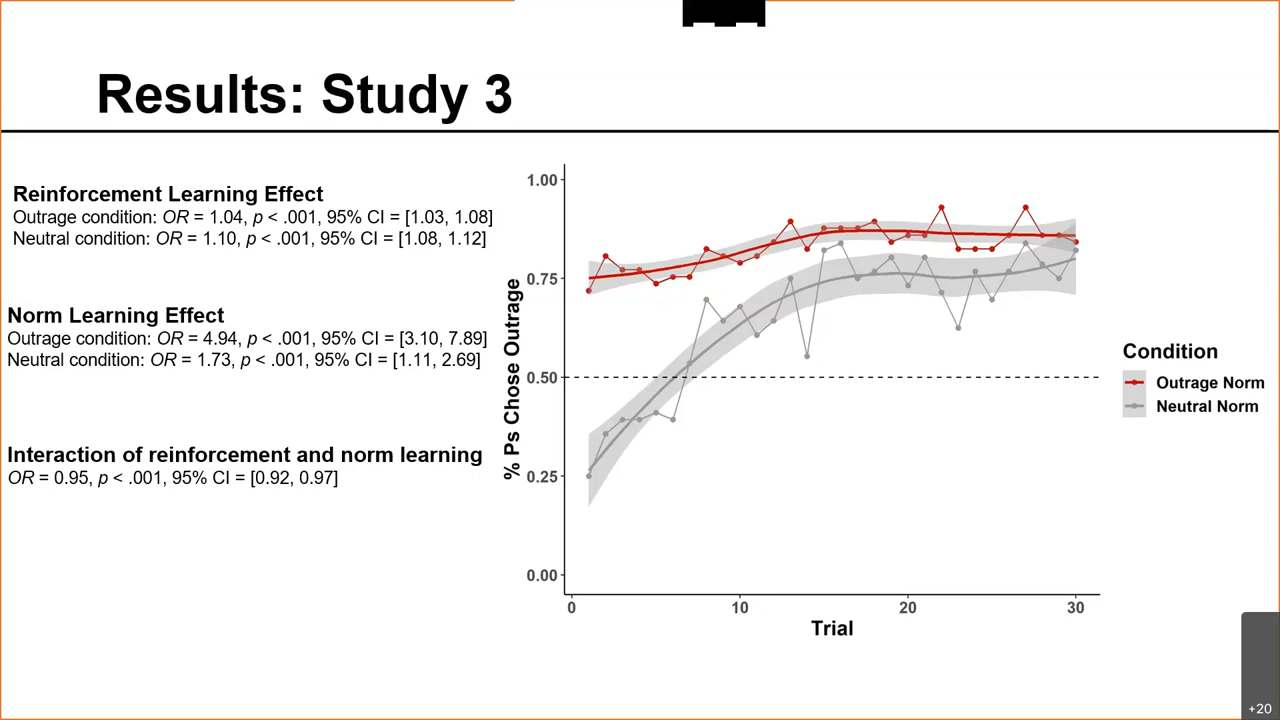 Results: Study 3
Reinforcement Learning Effect
Outrage condition: OR = 1.04, p < .001, 95% CI = [1.03, 1.08]
Neutral condition: OR = 1.10, p < .001, 95% CI = [1.08, 1.12]
Norm Learning Effect
Outrage condition: OR = 4.94, p < .001, 95% CI = [3.10, 7.89]
Neutral condition: OR = 1.73, p < .001, 95% CI = [1.11, 2.69]
Interaction of reinforcement and norm learning
OR = 0.95, p < .001, 95% CI = [0.92, 0.97]
% Ps Chose Outrage
1.00
0.75
0.50
0.25
0.00
0 10 20 30
Trial
Condition
Outrage Norm
Neutral Norm
+20